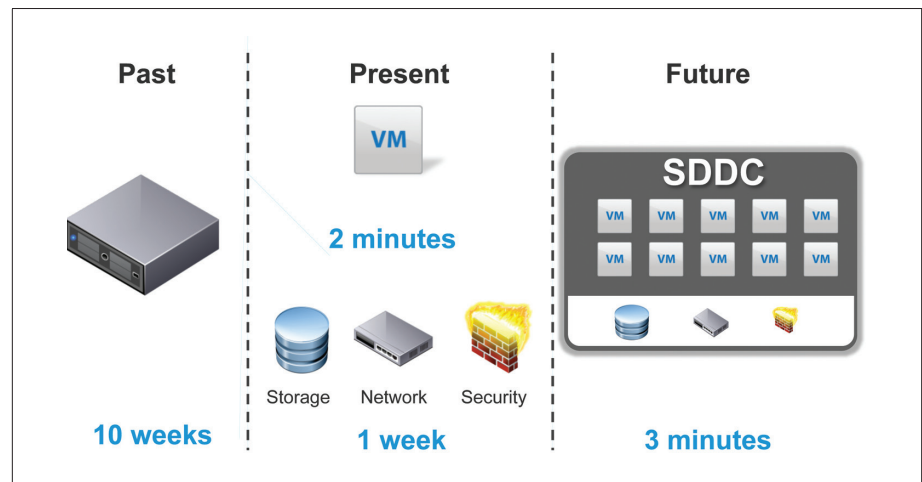 Past
10 weeks
Present
VM
2 minutes
Storage Network Security
1 week
Future
SDDC
VM VM VM VM VM
VM VM VM VM VM
3 minutes